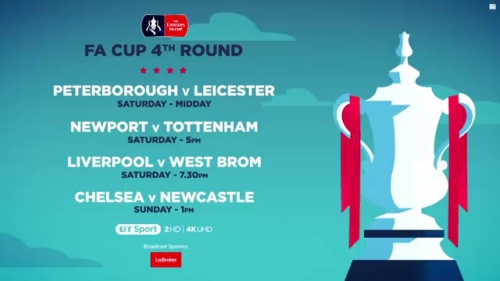 THE
EMIRATES
FA CUP
FA CUP 4TH ROUND
PETERBOROUGH v LEICESTER
SATURDAY - MIDDAY
NEWPORT v TOTTENHAM
SATURDAY - 5PM
LIVERPOOL v WEST BROM
SATURDAY - 7.30PM
CHELSEA v NEWCASTLE
SUNDAY - 1PM
BT Sport 2HD | 4K UHD
Broadcast Sponsor
Ladbrokes